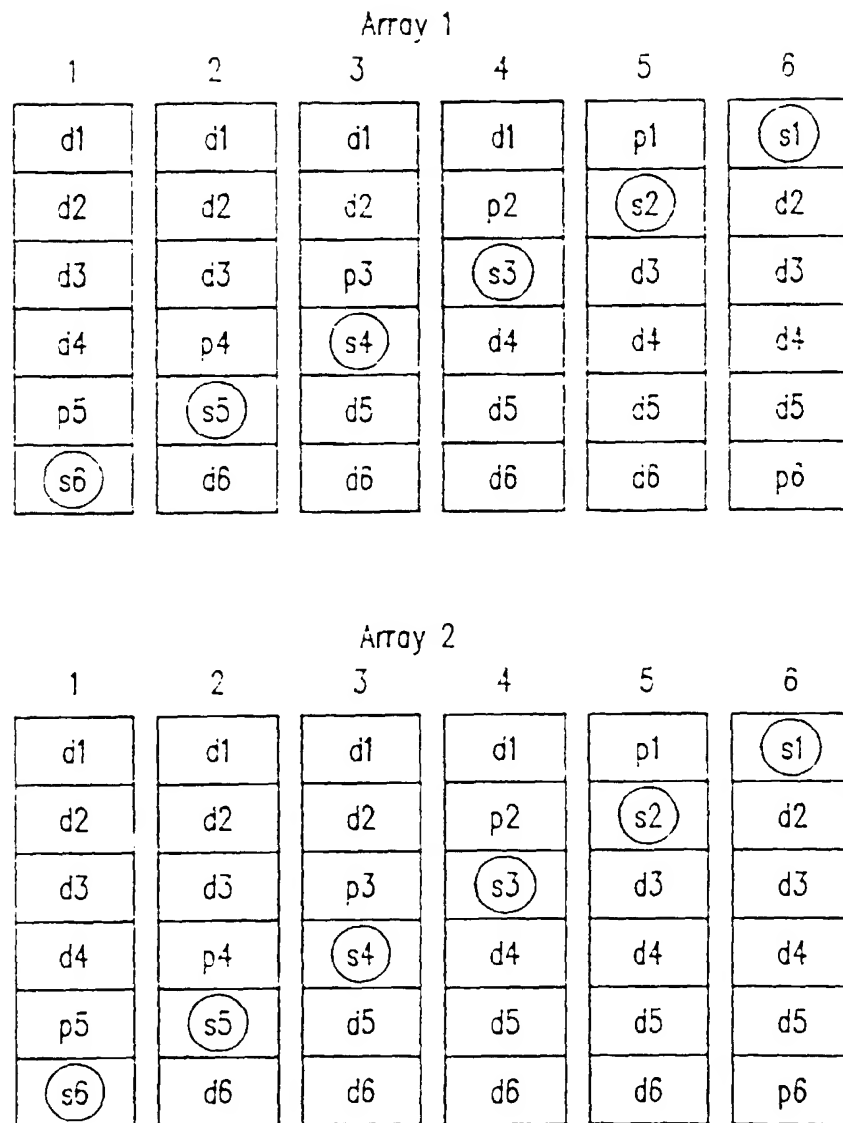 Array 1
1 2 3 4 5 6
d1 d1 d1 d1 p1 s1
d2 d2 d2 p2 s2 d2
d3 d3 p3 s3 d3 d3
d4 p4 s4 d4 d4 d4
p5 s5 d5 d5 d5 d5
s6 d6 d6 d6 d6 p6
Array 2
1 2 3 4 5 6
d1 d1 d1 d1 p1 s1
d2 d2 d2 p2 s2 d2
d3 d3 p3 s3 d3 d3
d4 p4 s4 d4 d4 d4
p5 s5 d5 d5 d5 d5
s6 d6 d6 d6 d6 p6